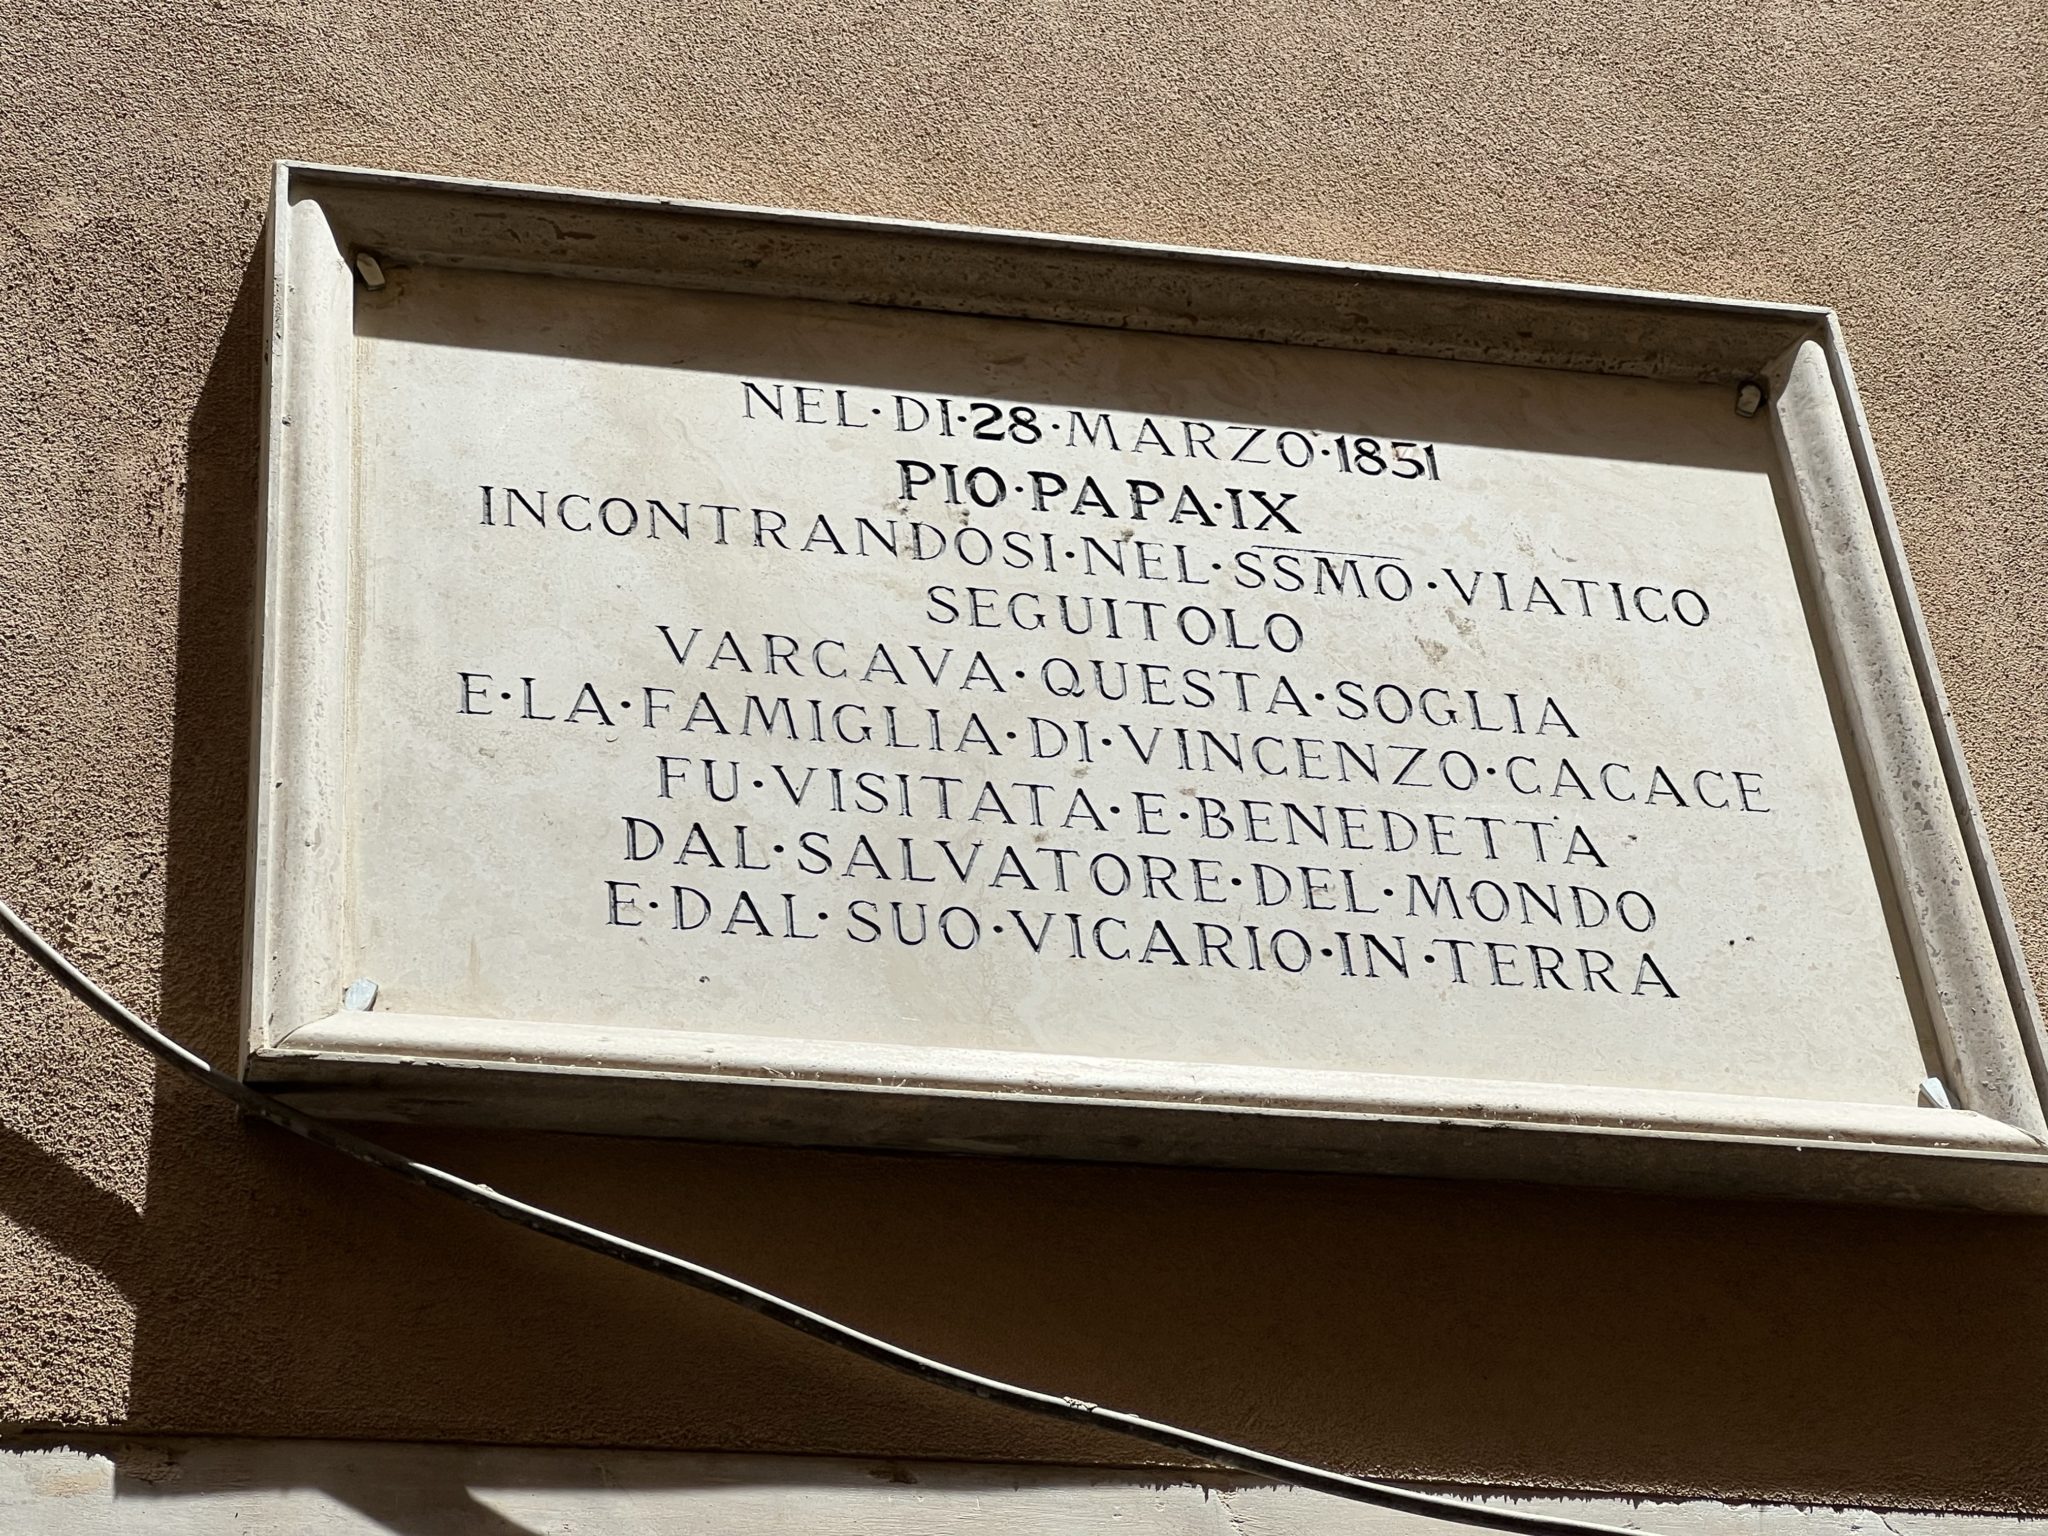 NEL·DI·28·MARZO·1851
PIO·PAPA·IX
INCONTRANDOSI·NEL·SSMO·VIATICO
SEGUITOLO
VARCAVA·QUESTA·SOGLIA
E·LA·FAMIGLIA·DI·VINCENZO·CACACE
FU·VISITATA·E·BENEDETTA
DAL·SALVATORE·DEL·MONDO
E·DAL·SUO·VICARIO·IN·TERRA